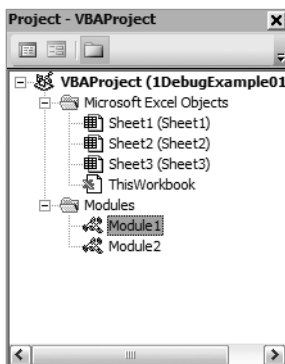 Project - VBAProject
VBAProject (1DebugExample01
Microsoft Excel Objects
Sheet1 (Sheet1)
Sheet2 (Sheet2)
Sheet3 (Sheet3)
ThisWorkbook
Modules
Module1
Module2